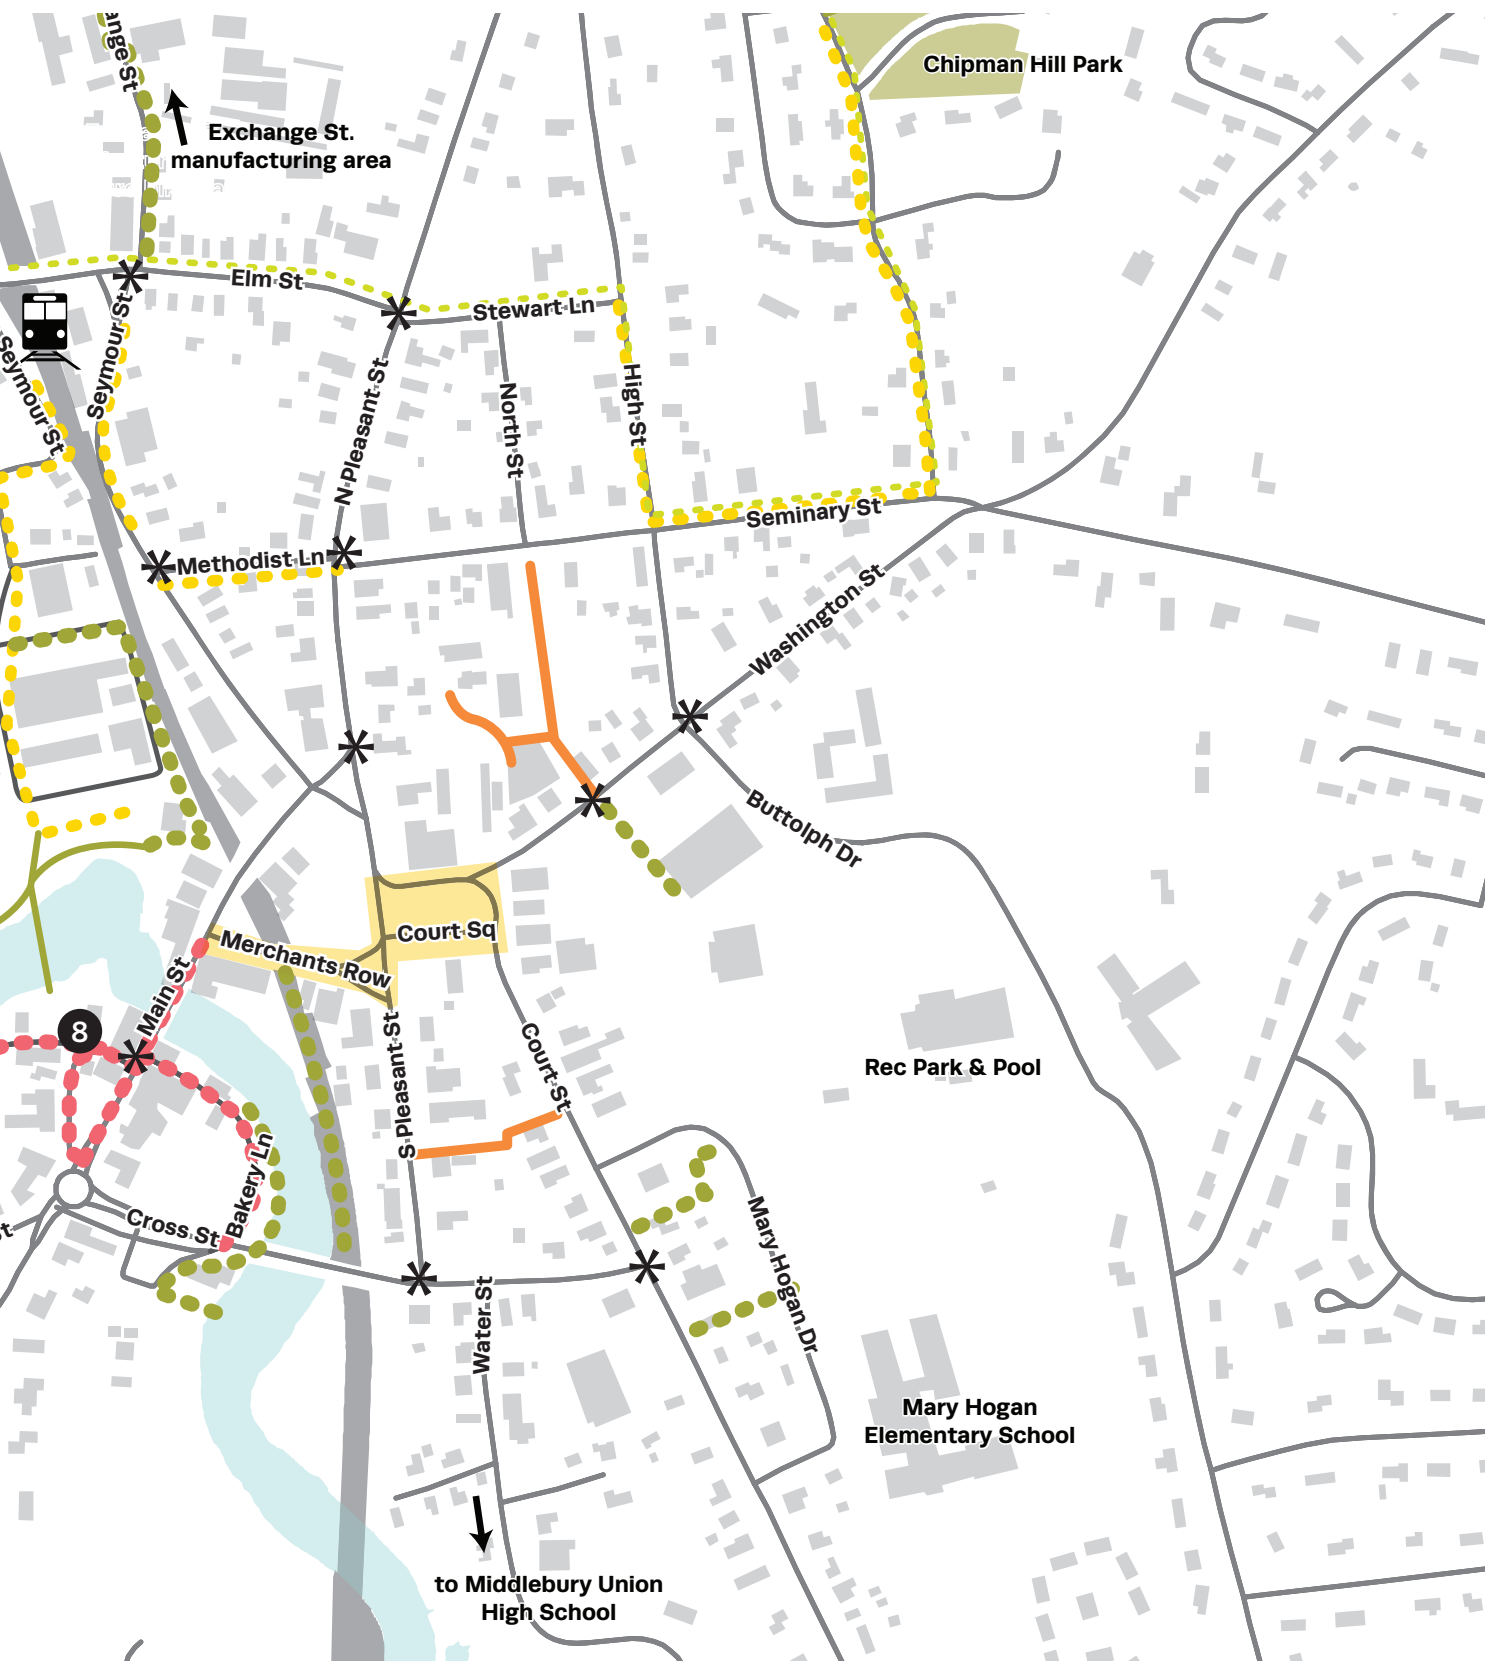 ange St
Chipman Hill Park
Exchange St.
manufacturing area
Elm St
Stewart Ln
Seymour St
Seymour St
N Pleasant St
North St
High St
Seminary St
Methodist Ln
Washington St
Buttolph Dr
Court Sq
Merchants Row
Main St
8
S Pleasant St
Court St
Rec Park & Pool
Bakery Ln
Cross St
St
Mary Hogan Dr
Water St
Mary Hogan
Elementary School
to Middlebury Union
High School